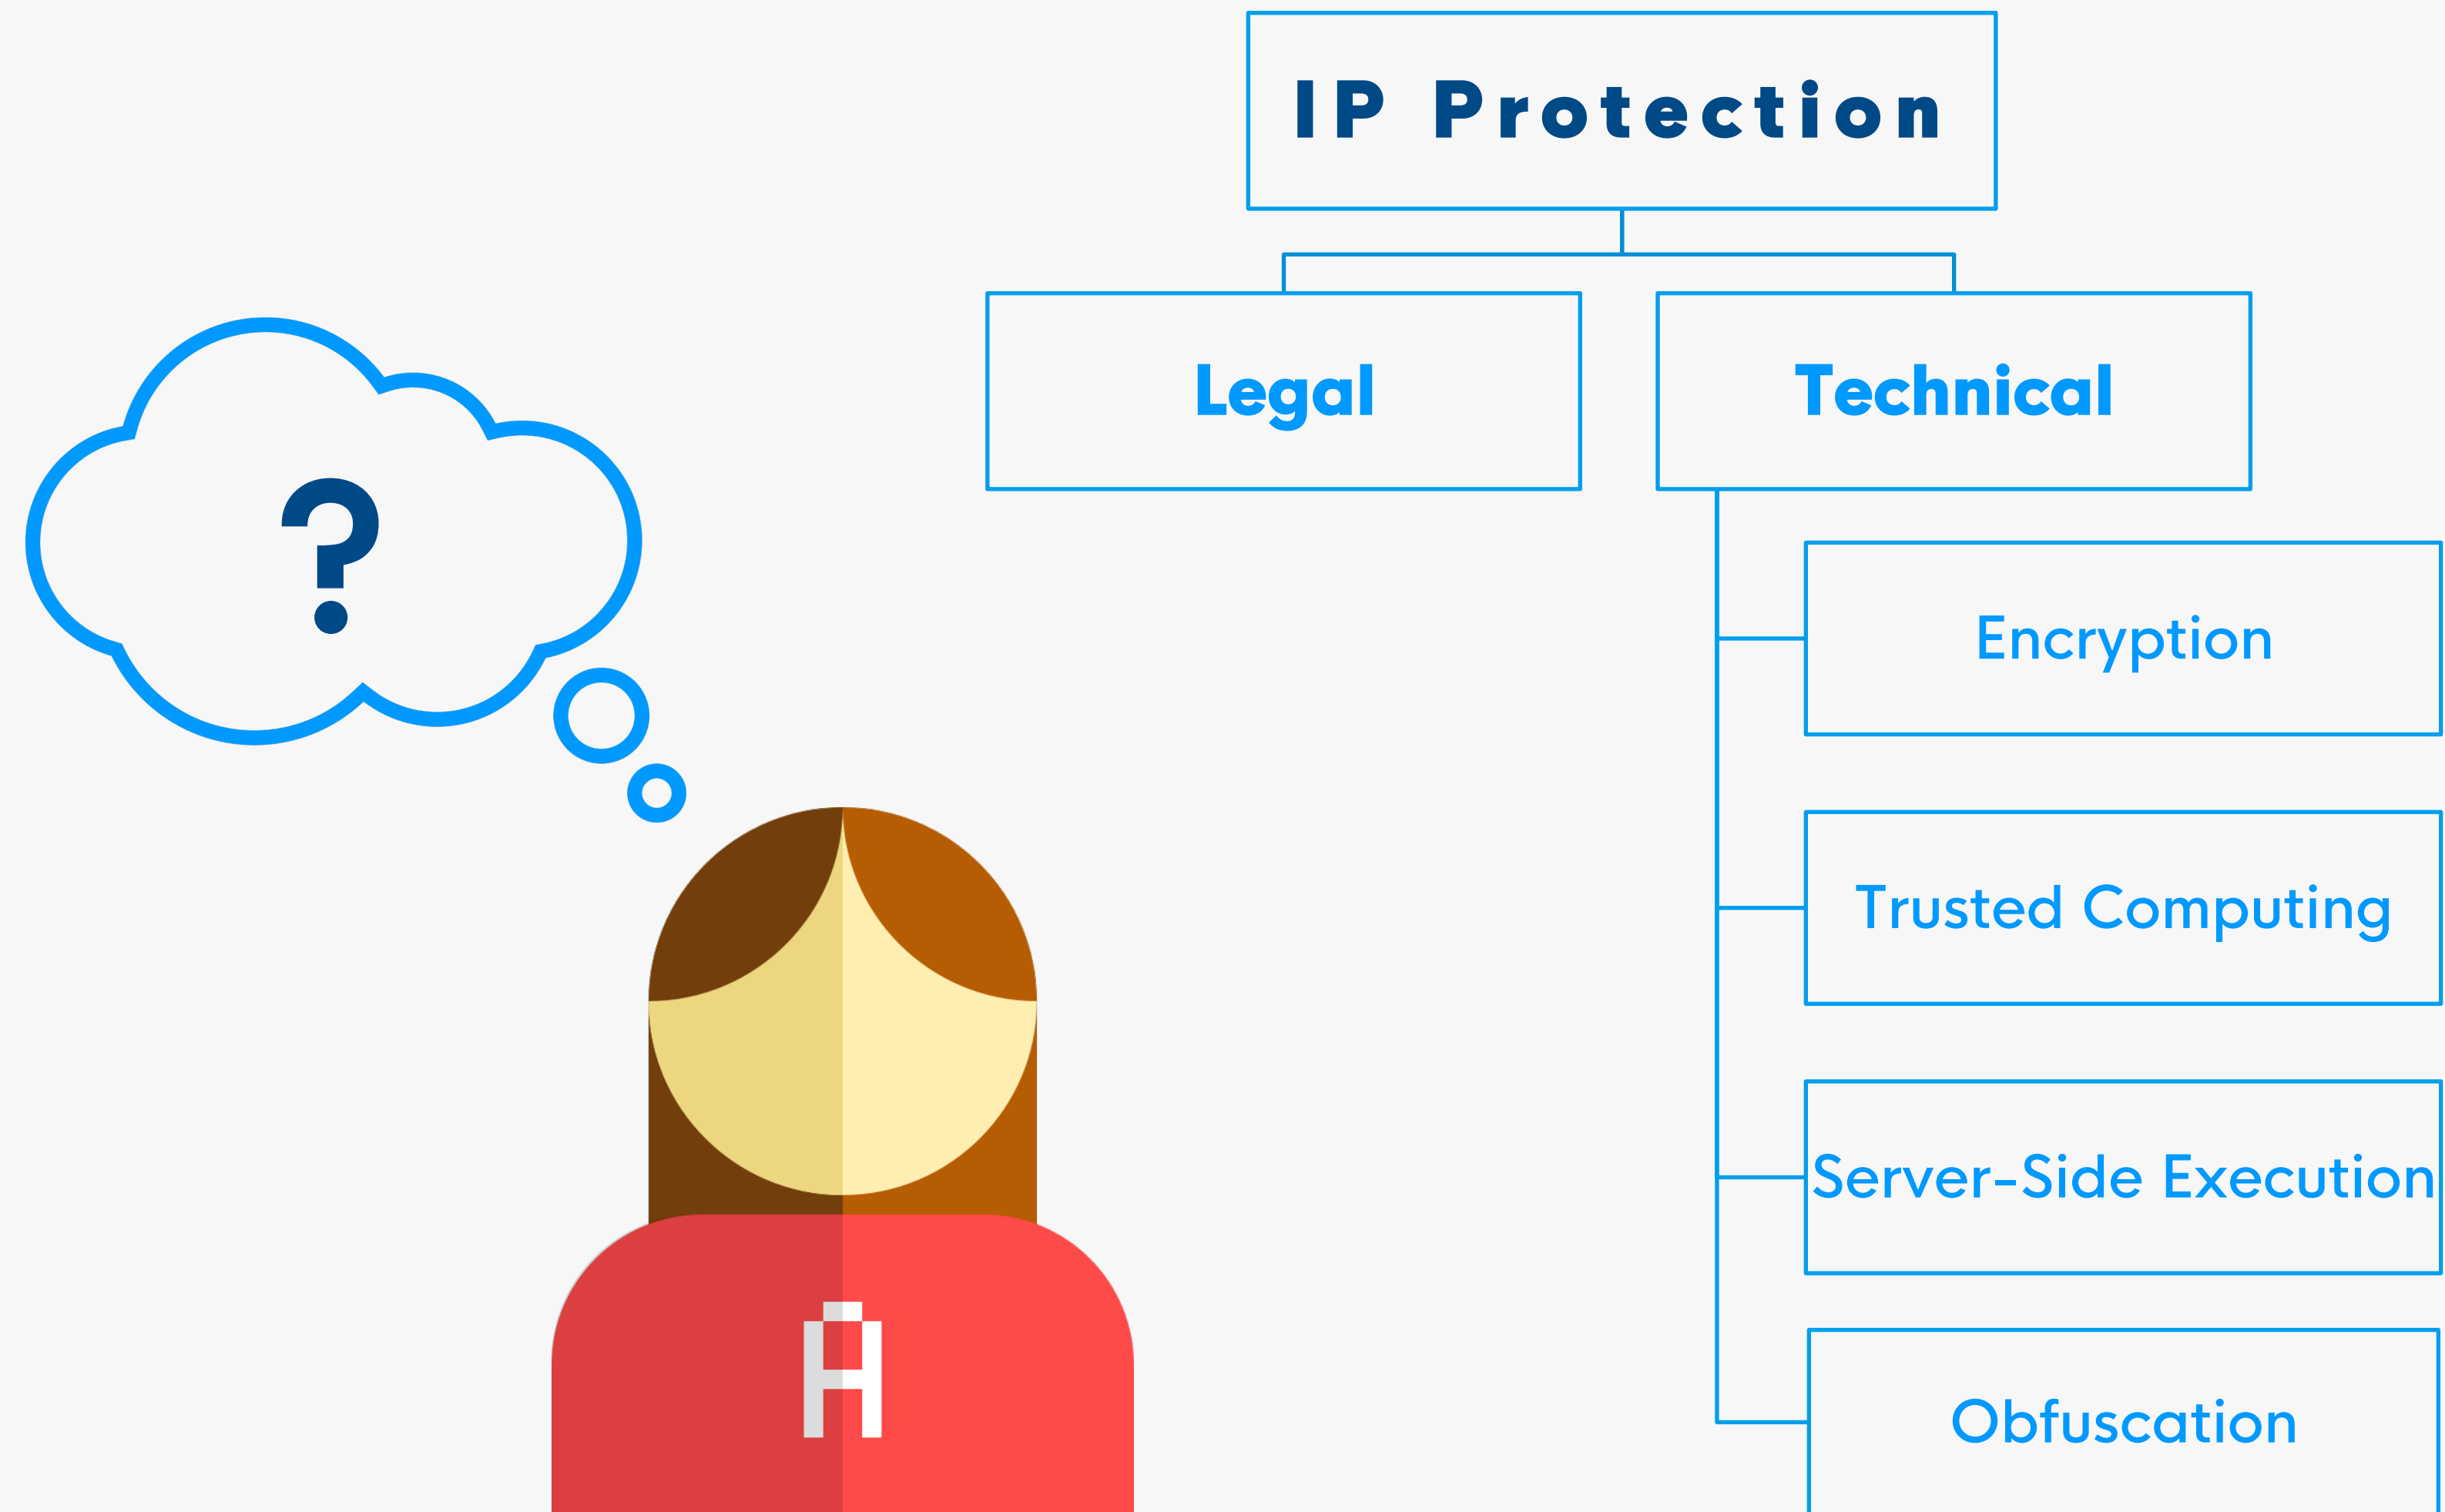 IP Protection
Legal
Technical
?
Encryption
Trusted Computing
Server-Side Execution
A
Obfuscation